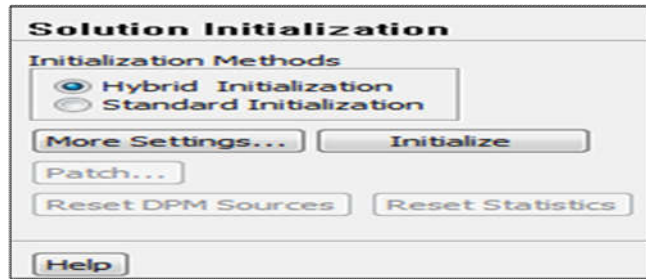 Solution Initialization
Initialization Methods
Hybrid Initialization
Standard Initialization
More Settings... Initialize
Patch...
Reset DPM Sources Reset Statistics
Help